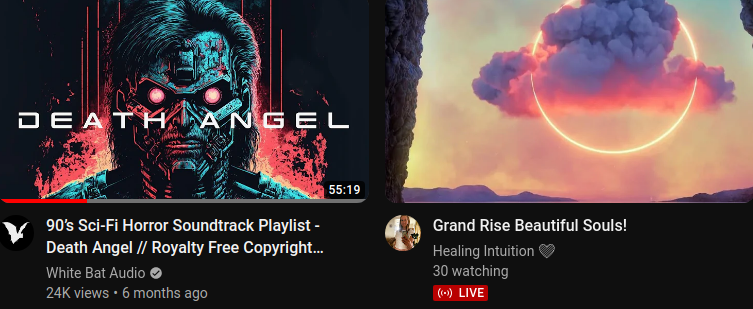 DEATH ANGEL
55:19
90's Sci-Fi Horror Soundtrack Playlist -
Death Angel // Royalty Free Copyright...
White Bat Audio
24K views • 6 months ago
Grand Rise Beautiful Souls!
Healing Intuition
30 watching
LIVE